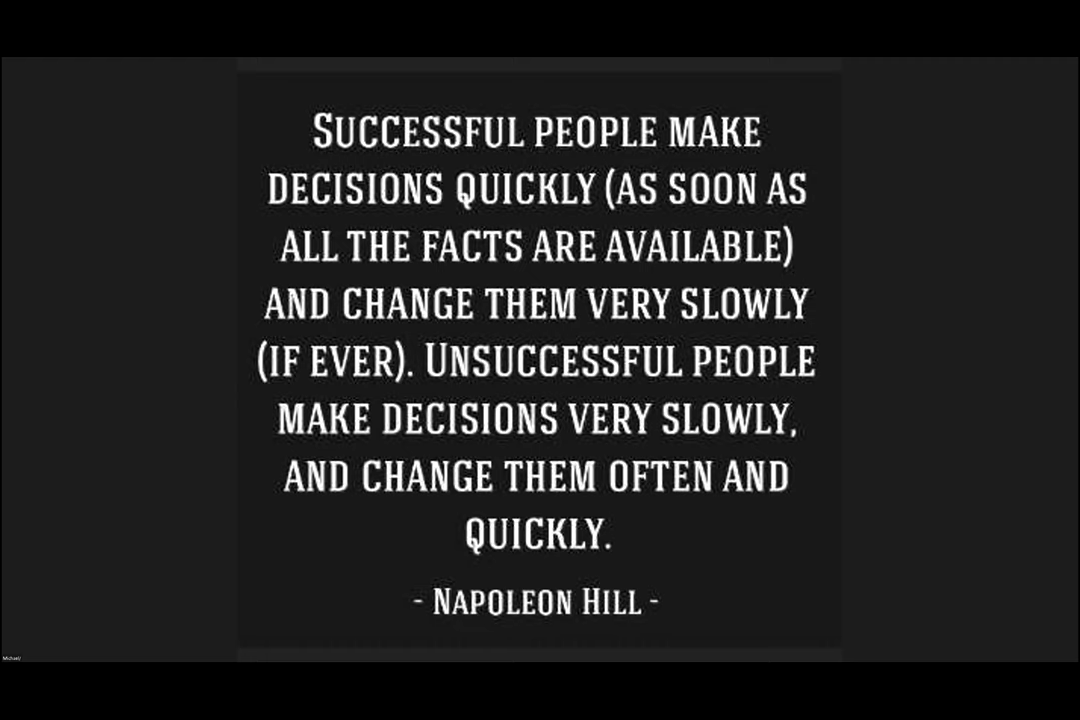 Successful people make
decisions quickly (as soon as
all the facts are available)
and change them very slowly
(if ever). Unsuccessful people
make decisions very slowly,
and change them often and
quickly.
- Napoleon Hill -
Michael